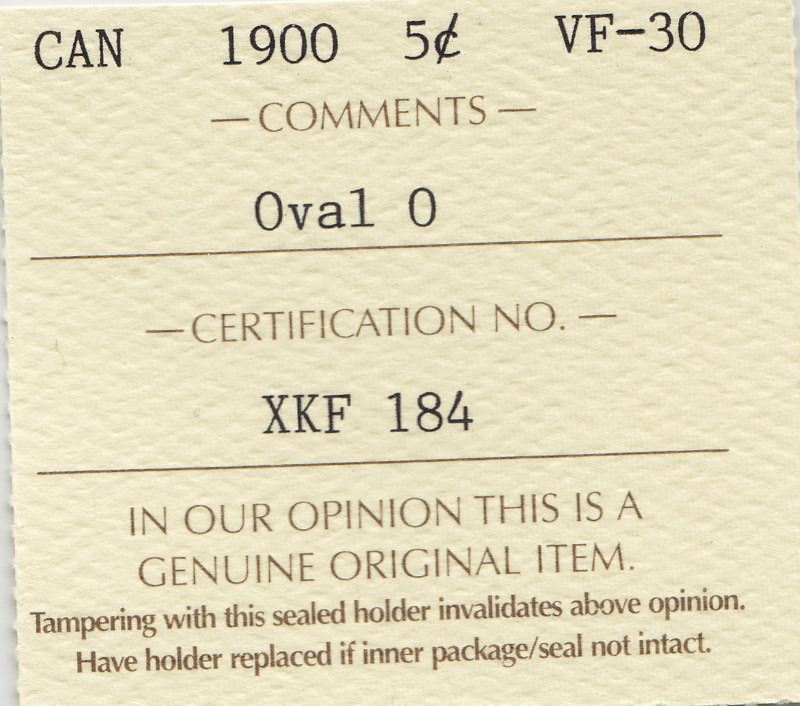 CAN 1900 5¢ VF-30
— COMMENTS —
Oval 0
— CERTIFICATION NO. —
XKF 184
IN OUR OPINION THIS IS A
GENUINE ORIGINAL ITEM.
Tampering with this sealed holder invalidates above opinion.
Have holder replaced if inner package/seal not intact.